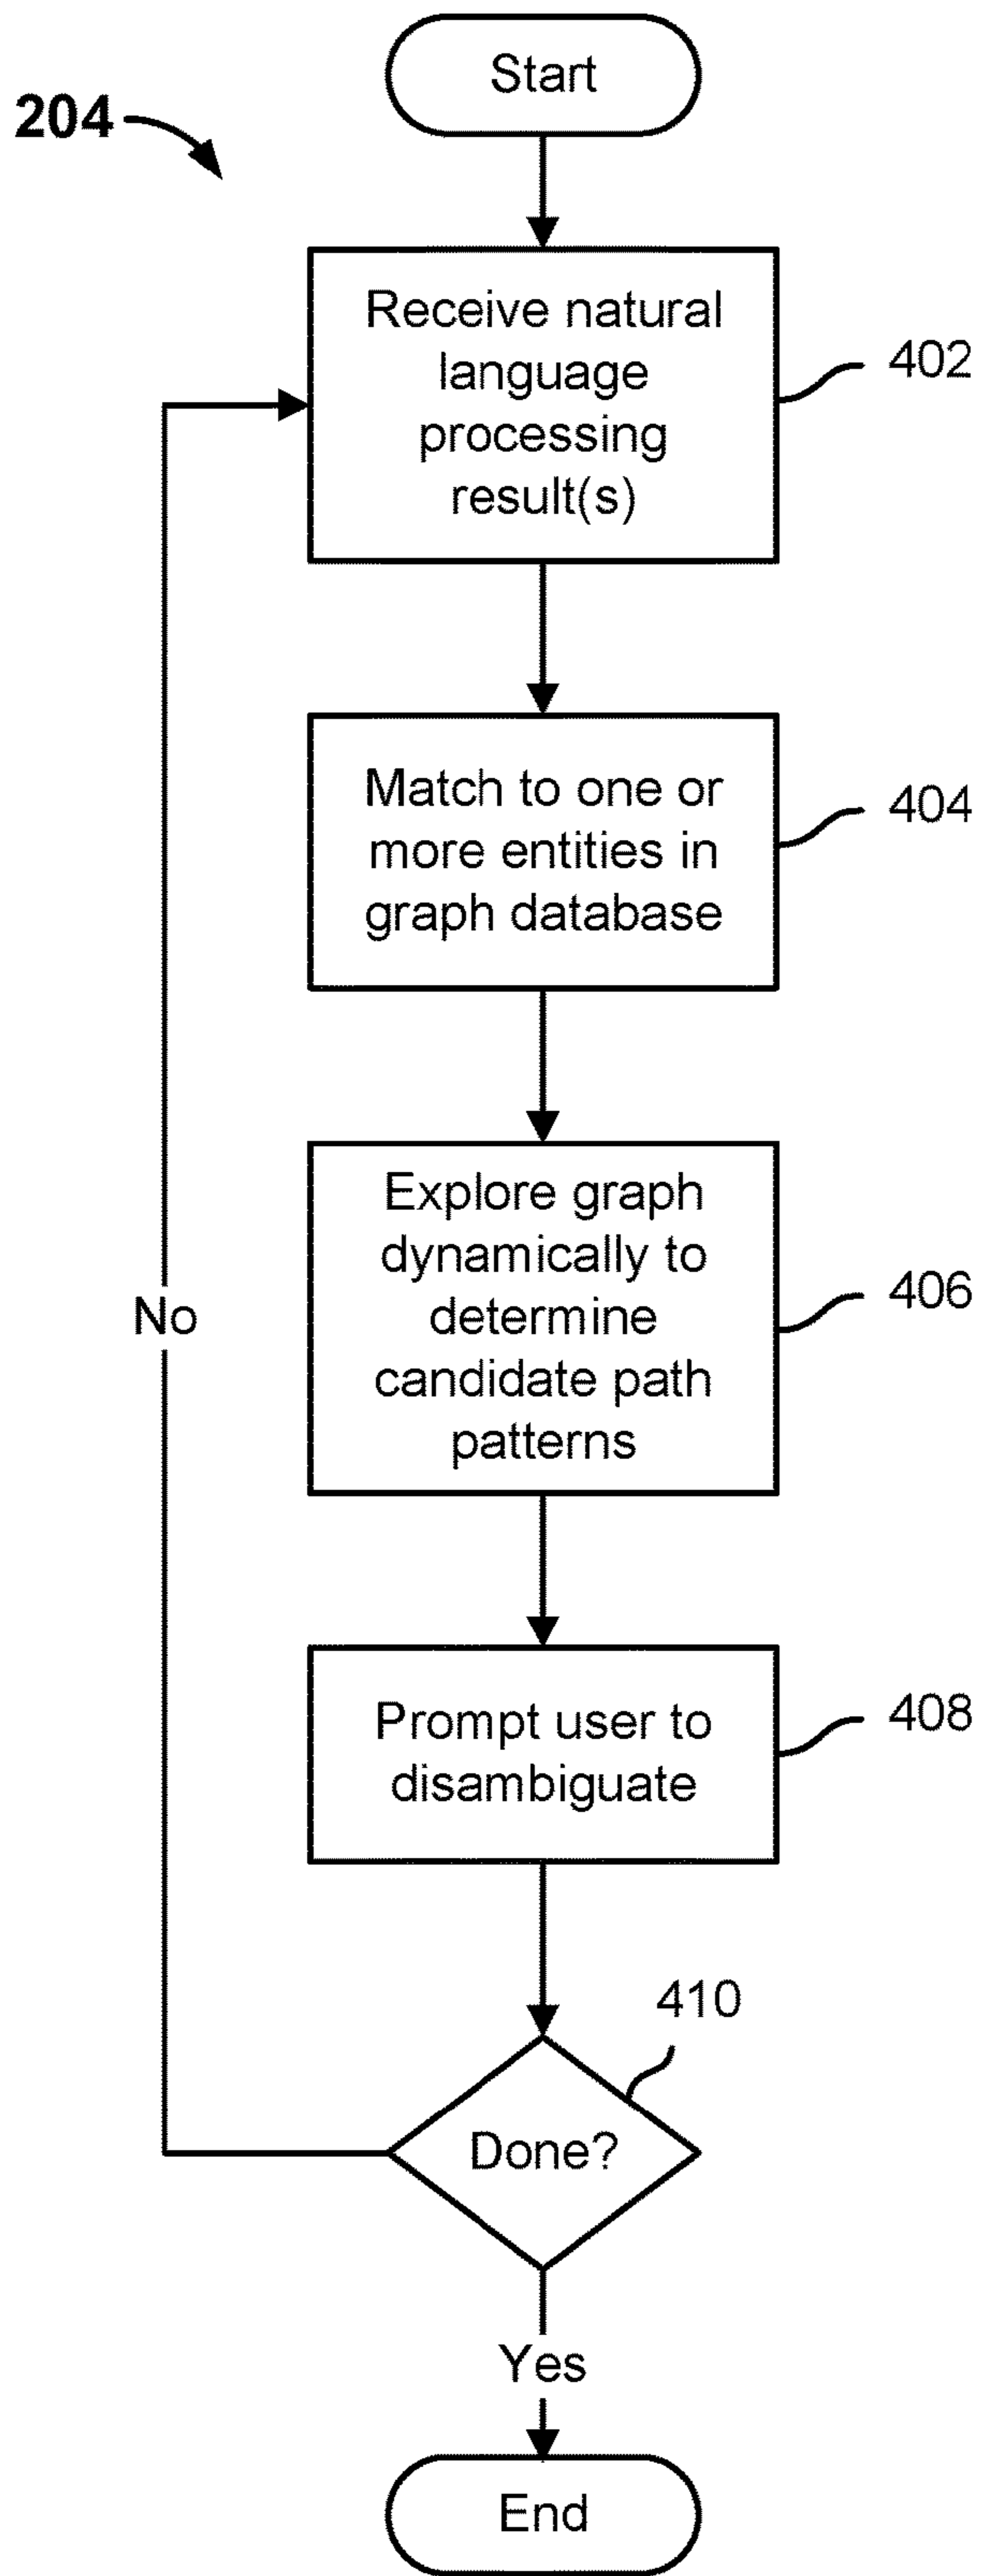 Start
204
Receive natural
language
processing
result(s)
402
Match to one or
more entities in
graph database
404
Explore graph
dynamically to
determine
candidate path
patterns
406
No
Prompt user to
disambiguate
408
410
Done?
Yes
End